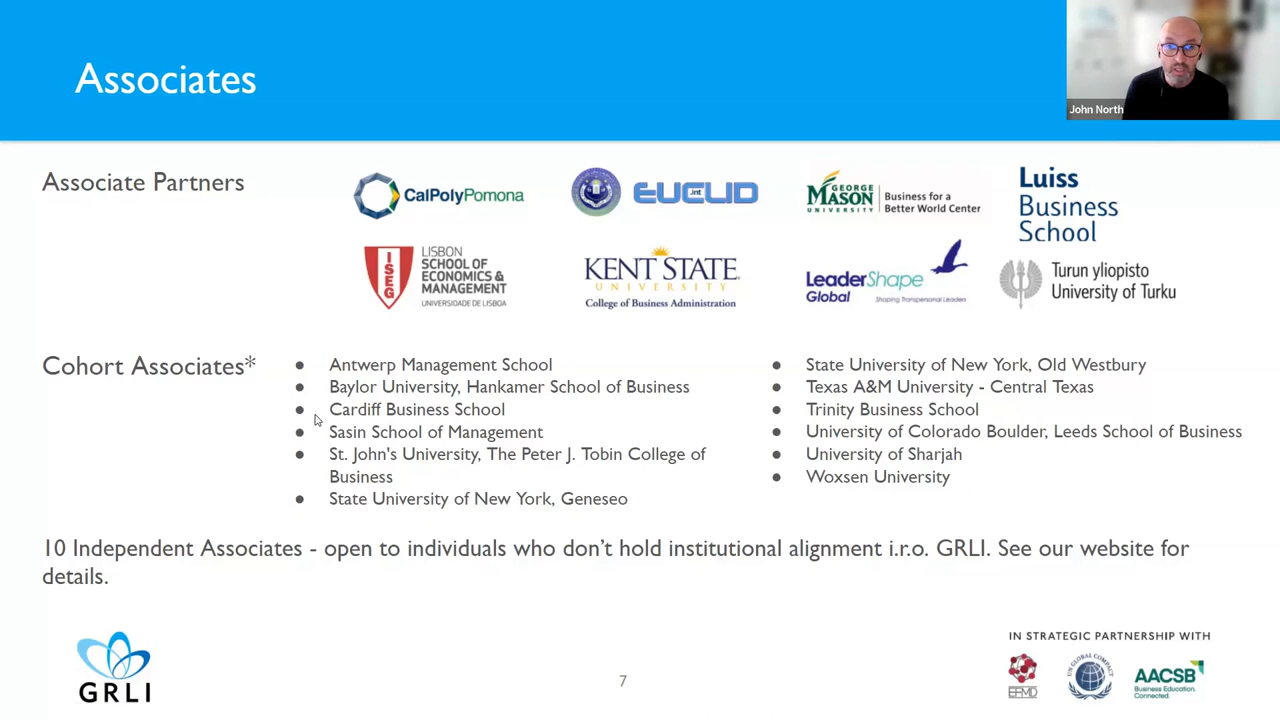 Associates
John North
Associate Partners
CalPolyPomona
EUCLID
.int
GEORGE
MASON
UNIVERSITY
Business for a
Better World Center
Luiss
Business
School
ISEG
LISBON
SCHOOL OF
ECONOMICS &
MANAGEMENT
UNIVERSIDADE DE LISBOA
KENT STATE
UNIVERSITY
College of Business Administration
LeaderShape
Global
Shaping Transpersonal Leaders
Turun yliopisto
University of Turku
Cohort Associates*
● Antwerp Management School
● Baylor University, Hankamer School of Business
● Cardiff Business School
● Sasin School of Management
● St. John's University, The Peter J. Tobin College of
Business
● State University of New York, Geneseo
● State University of New York, Old Westbury
● Texas A&M University - Central Texas
● Trinity Business School
● University of Colorado Boulder, Leeds School of Business
● University of Sharjah
● Woxsen University
10 Independent Associates - open to individuals who don't hold institutional alignment i.r.o. GRLI. See our website for
details.
GRLI
7
IN STRATEGIC PARTNERSHIP WITH
EFMD
UN GLOBAL COMPACT
AACSB
Business Education.
Connected.